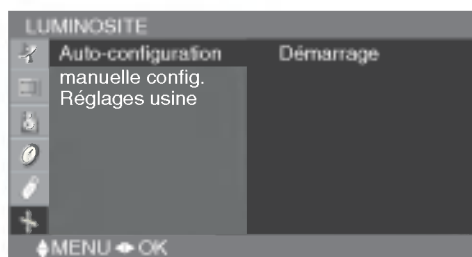 LUMINOSITE
Auto-configuration Démarrage
manuelle config.
Réglages usine
MENU OK